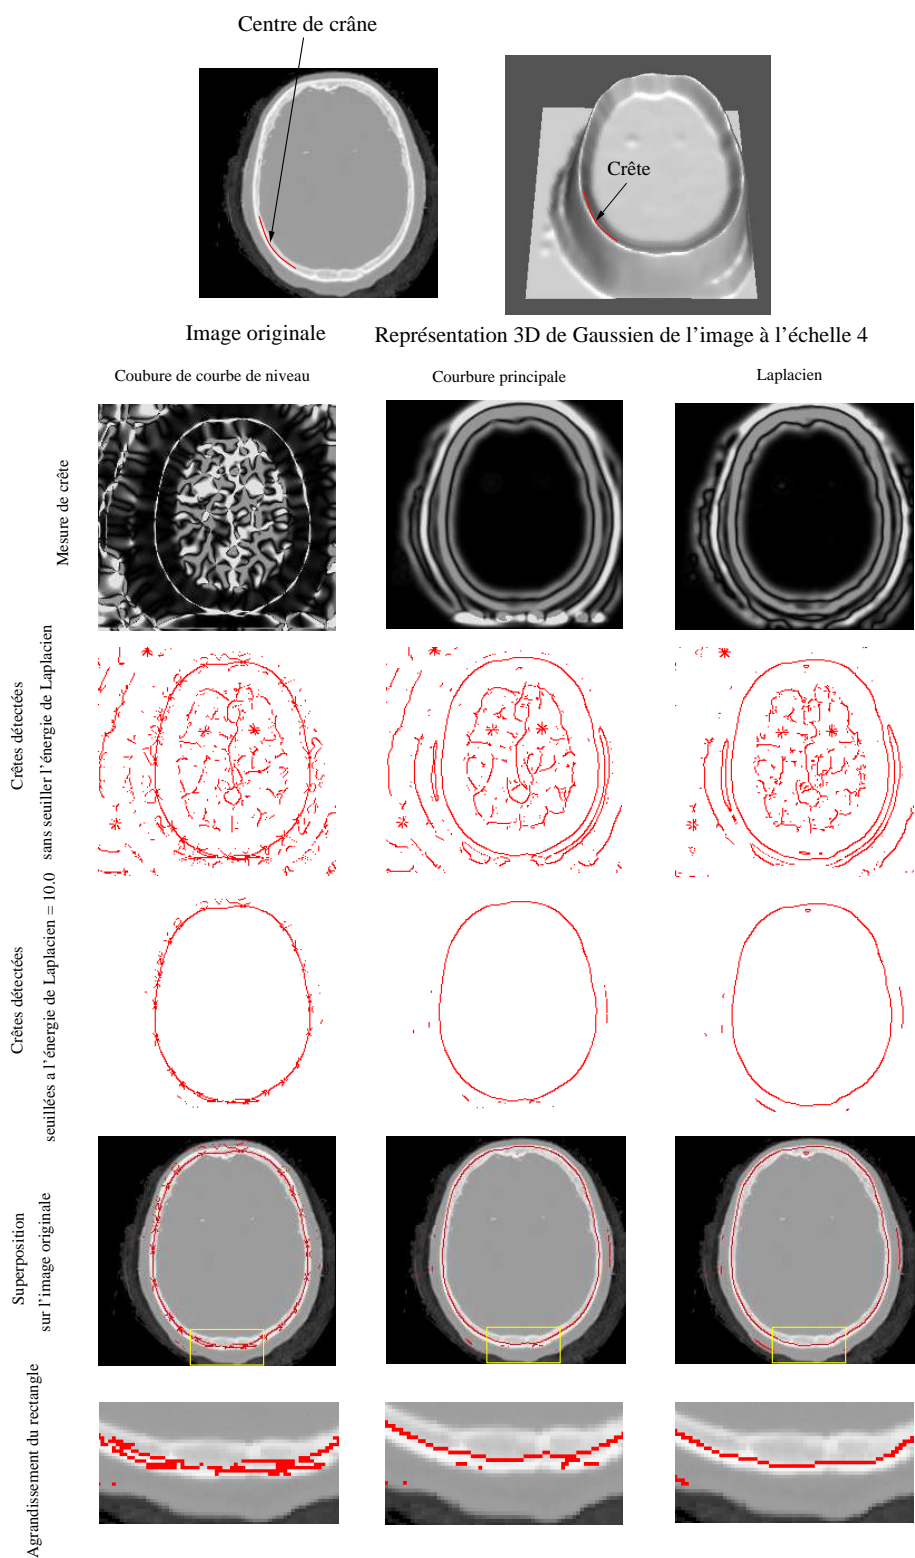 Centre de crâne
Crête
Image originale
Représentation 3D de Gaussien de l'image à l'échelle 4
Coubure de courbe de niveau
Courbure principale
Laplacien
Mesure de crête
Crêtes détectées
sans seuiller l'énergie de Laplacien
Crêtes détectées
seuillées a l'énergie de Laplacien = 10.0
Superposition
sur l'image originale
Agrandissement du rectangle